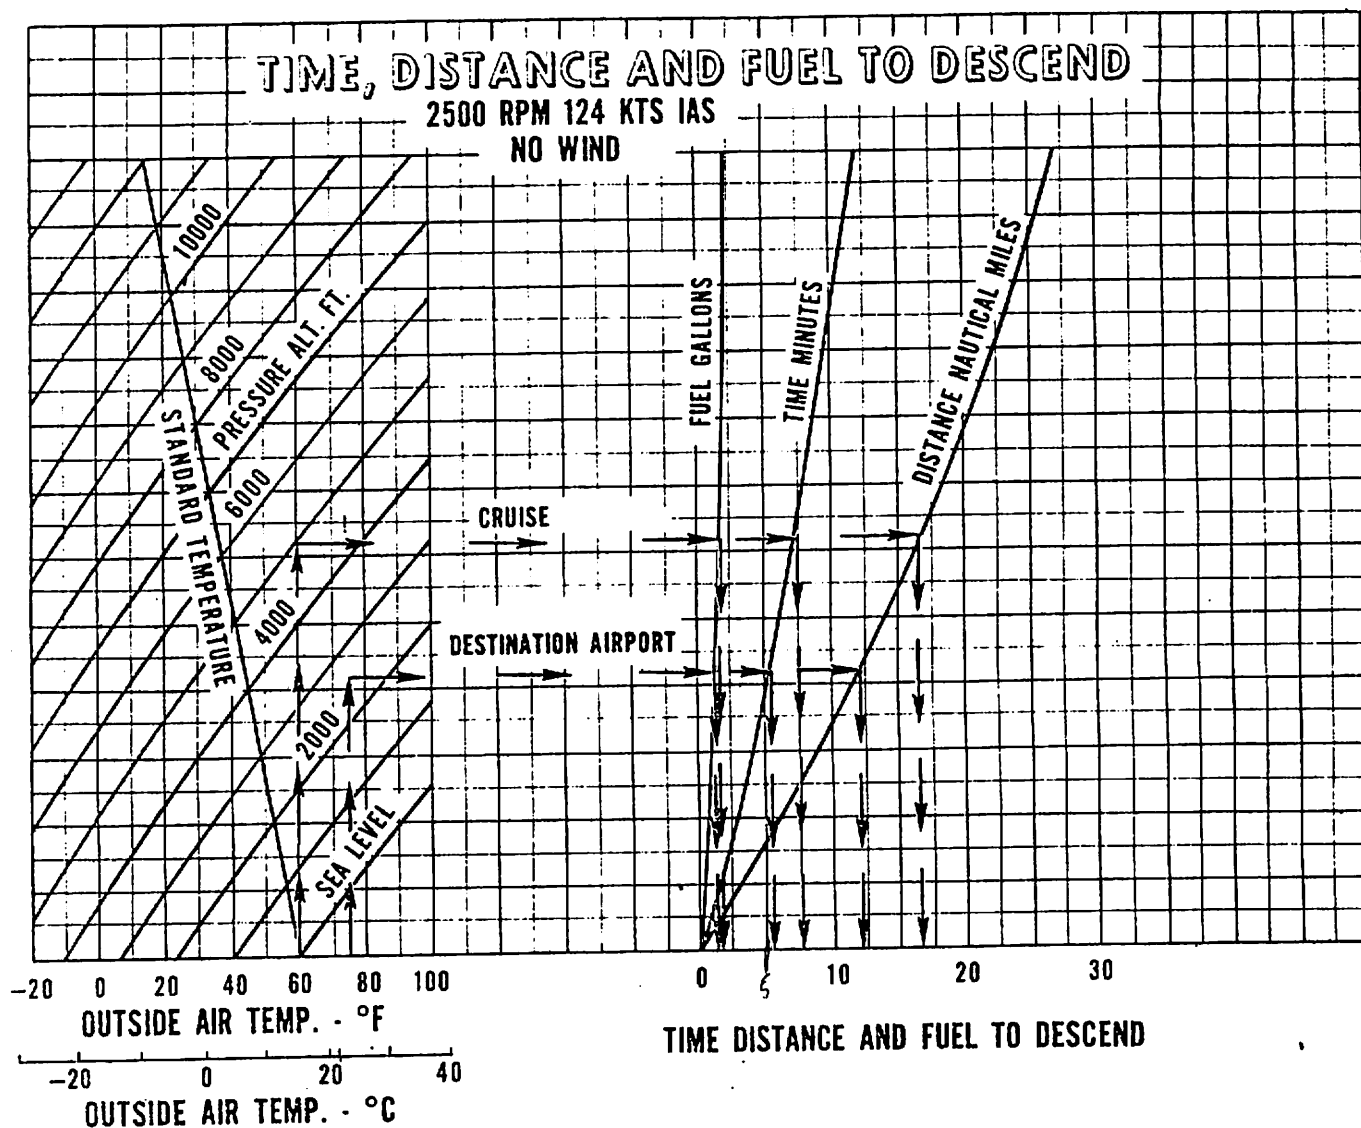 TIME, DISTANCE AND FUEL TO DESCEND
2500 RPM 124 KTS IAS
NO WIND
10000
8000
PRESSURE ALT. FT.
6000
STANDARD TEMPERATURE
4000
2000
SEA LEVEL
CRUISE
DESTINATION AIRPORT
FUEL GALLONS
TIME MINUTES
DISTANCE NAUTICAL MILES
-20 0 20 40 60 80 100
OUTSIDE AIR TEMP. - °F
-20 0 20 40
OUTSIDE AIR TEMP. - °C
0 10 20 30
TIME DISTANCE AND FUEL TO DESCEND